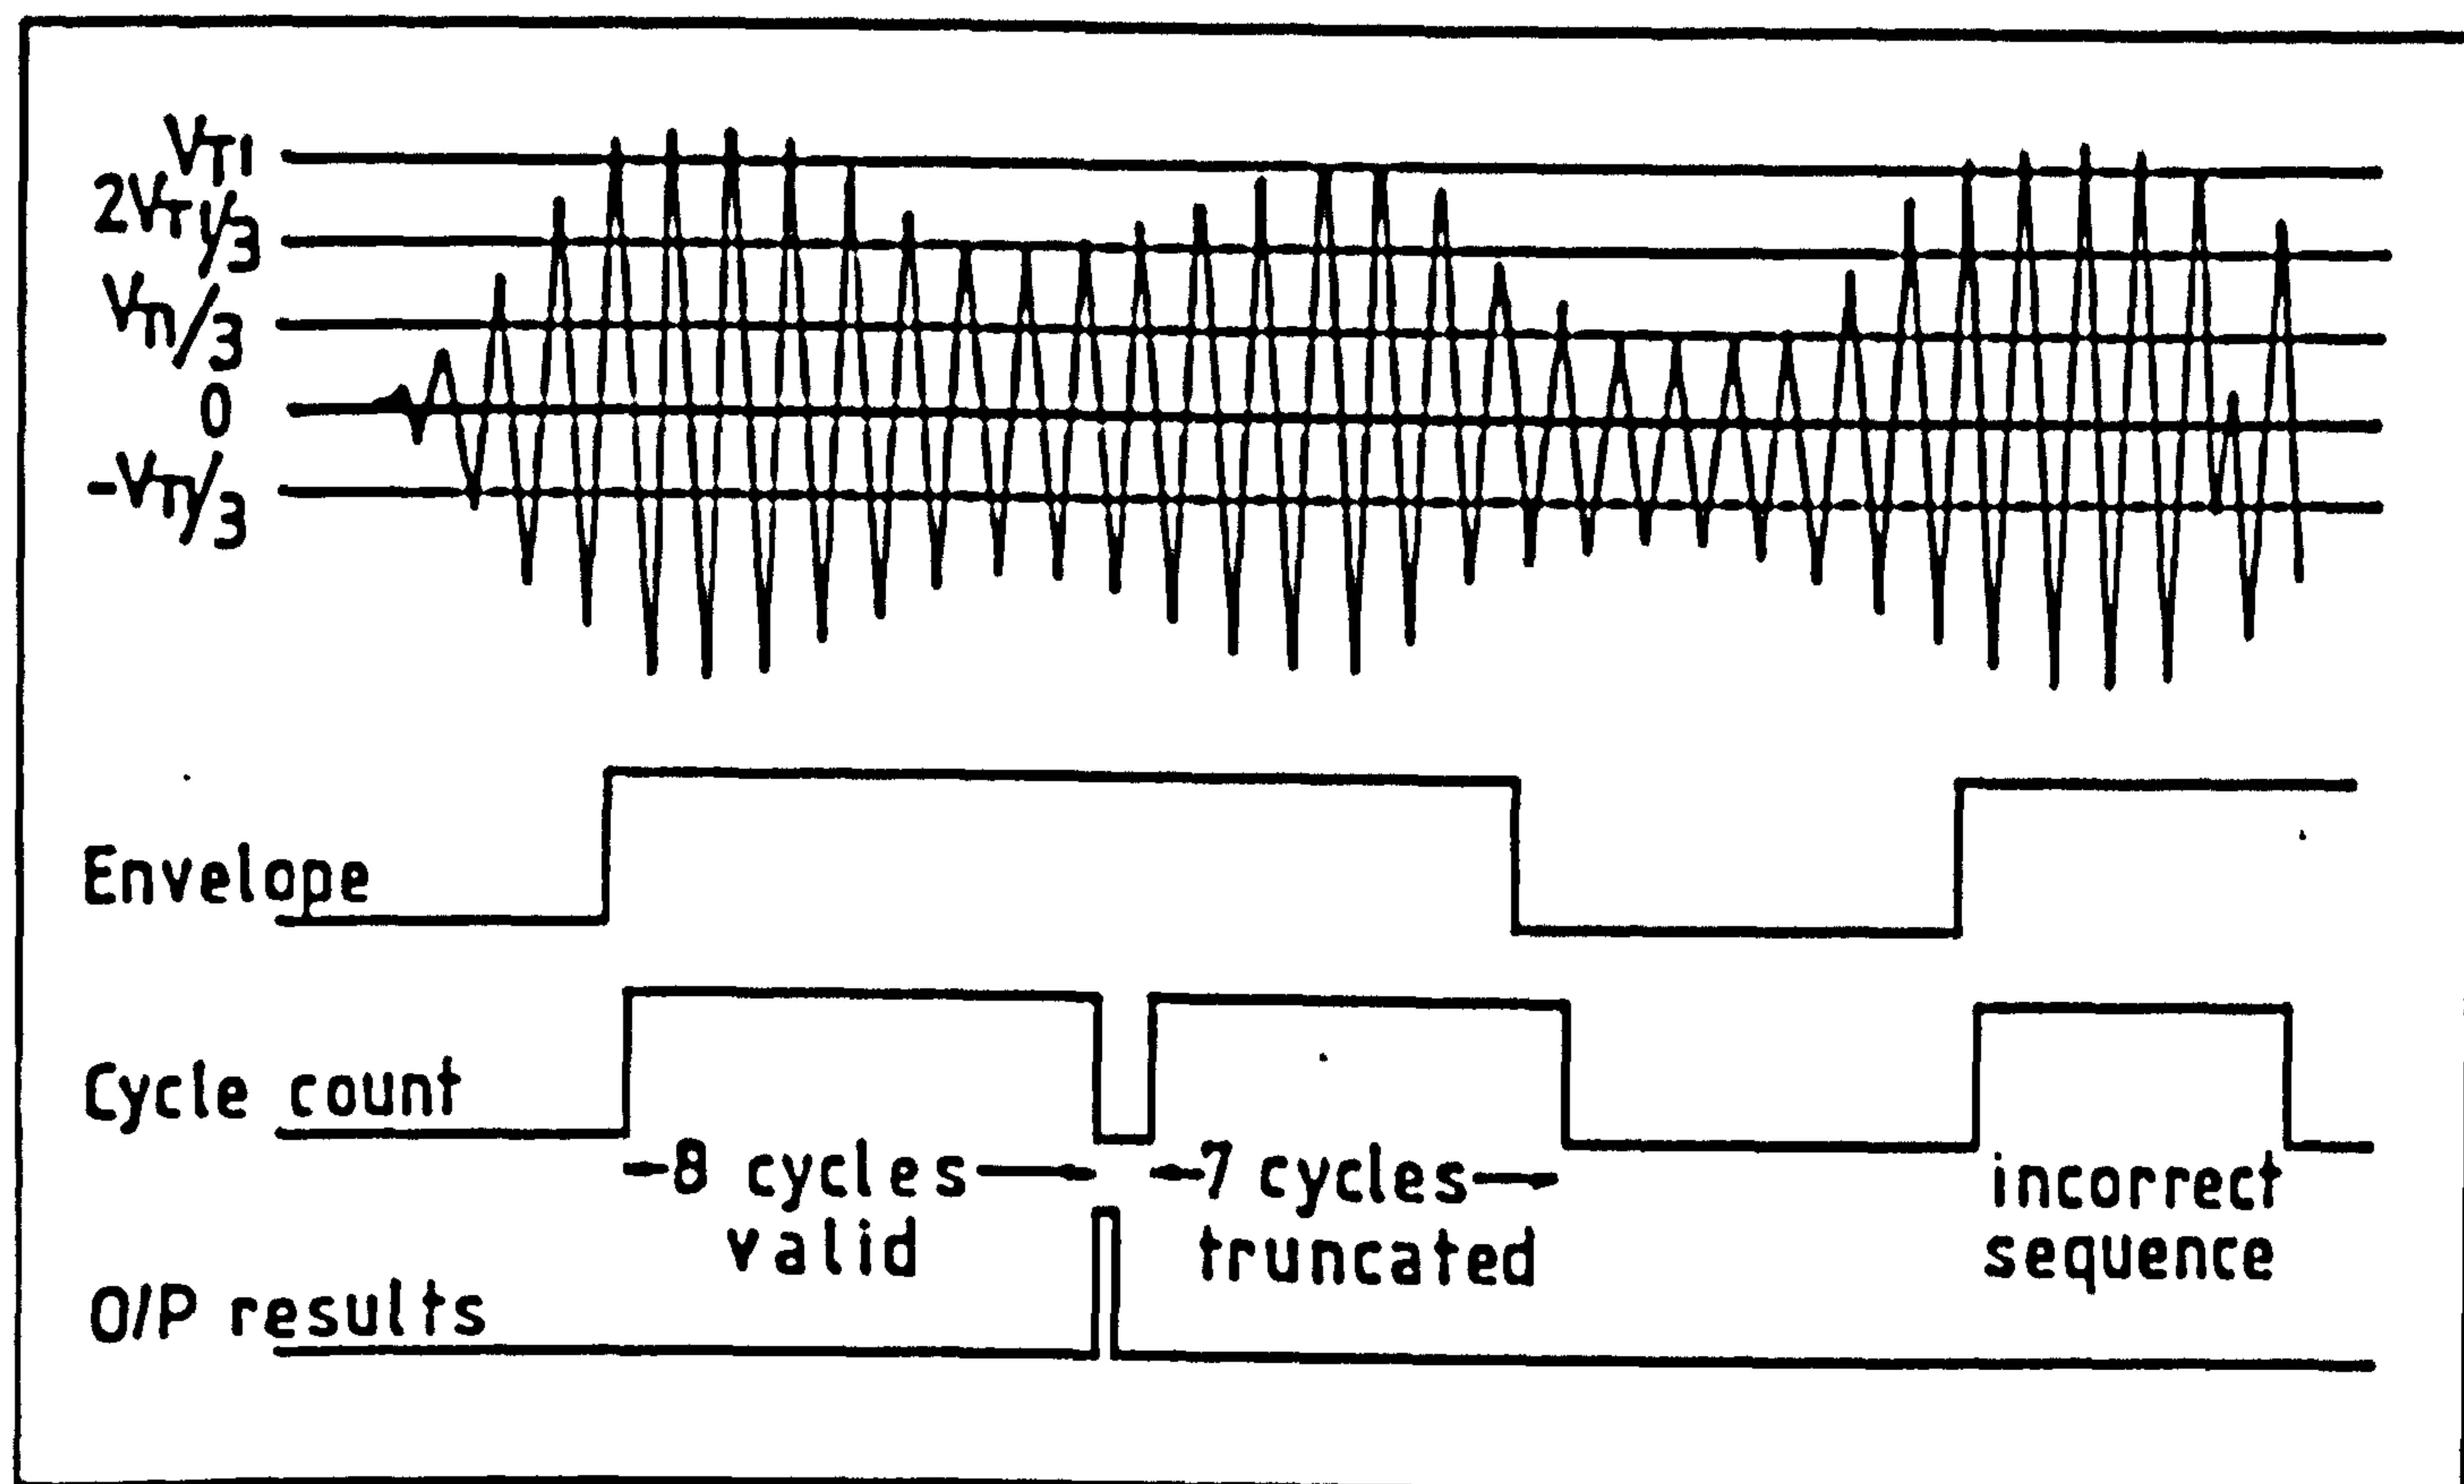 VT1
2VT1/3
VT1/3
0
-VT1/3
Envelope
Cycle count
8 cycles
valid
7 cycles
truncated
incorrect
sequence
O/P results